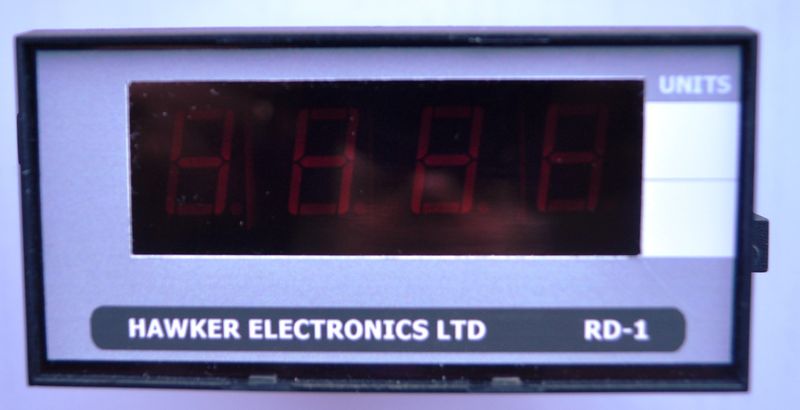 UNITS
HAWKER ELECTRONICS LTD RD-1